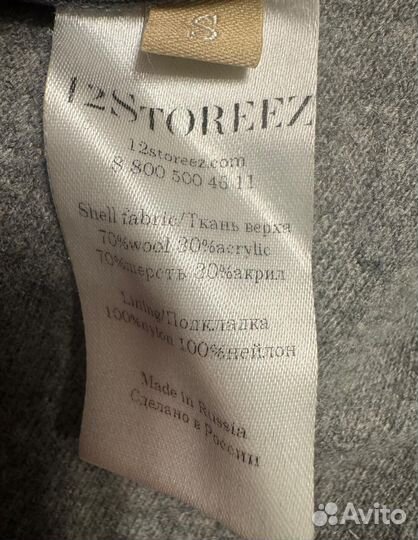 S
12STOREEZ
12storeez.com
8 800 500 46 11
Shell fabric/Ткань верха
70%wool 30%acrylic
70%шерсть 30%акрил
Lining/Подкладка
100%nylon 100%нейлон
Made in Russia
Сделано в России
Avito